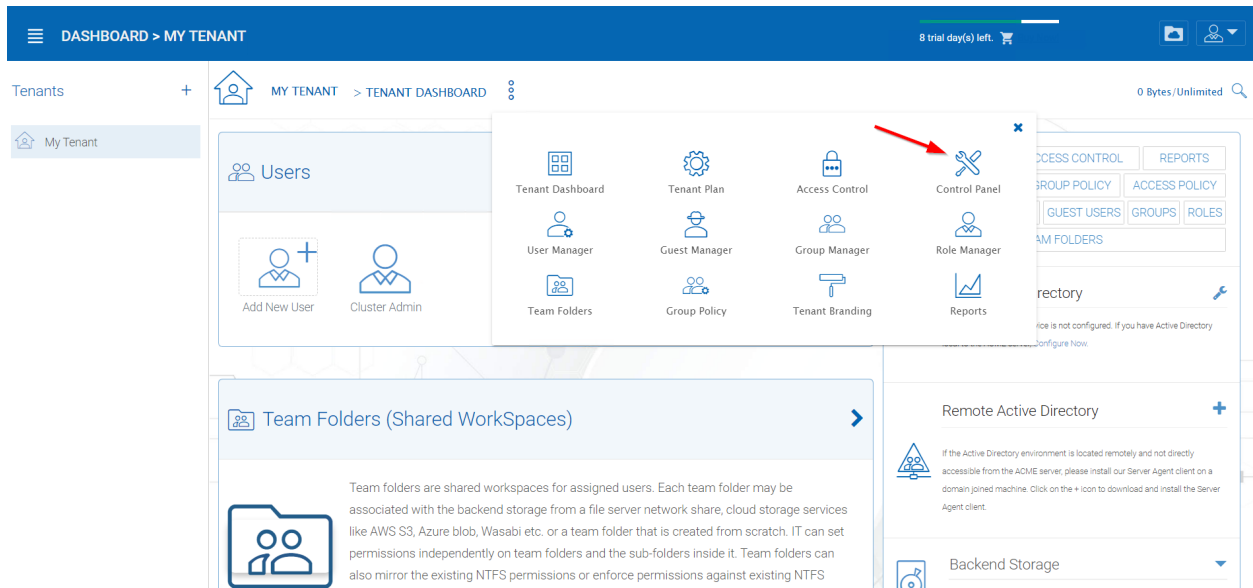 DASHBOARD > MY TENANT
8 trial day(s) left.
Tenants +
My Tenant
MY TENANT > TENANT DASHBOARD
0 Bytes/Unlimited
Users
Add New User
Cluster Admin
Tenant Dashboard
Tenant Plan
Access Control
Control Panel
User Manager
Guest Manager
Group Manager
Role Manager
Team Folders
Group Policy
Tenant Branding
Reports
CCESS CONTROL
REPORTS
GROUP POLICY
ACCESS POLICY
GUEST USERS
GROUPS
ROLES
AM FOLDERS
rectory
vice is not configured. If you have Active Directory
Configure Now.
Team Folders (Shared WorkSpaces)
Team folders are shared workspaces for assigned users. Each team folder may be
associated with the backend storage from a file server network share, cloud storage services
like AWS S3, Azure blob, Wasabi etc. or a team folder that is created from scratch. IT can set
permissions independently on team folders and the sub-folders inside it. Team folders can
also mirror the existing NTFS permissions or enforce permissions against existing NTFS
Remote Active Directory
If the Active Directory environment is located remotely and not directly
accessible from the ACME server, please install our Server Agent client on a
domain joined machine. Click on the + icon to download and install the Server
Agent client.
Backend Storage